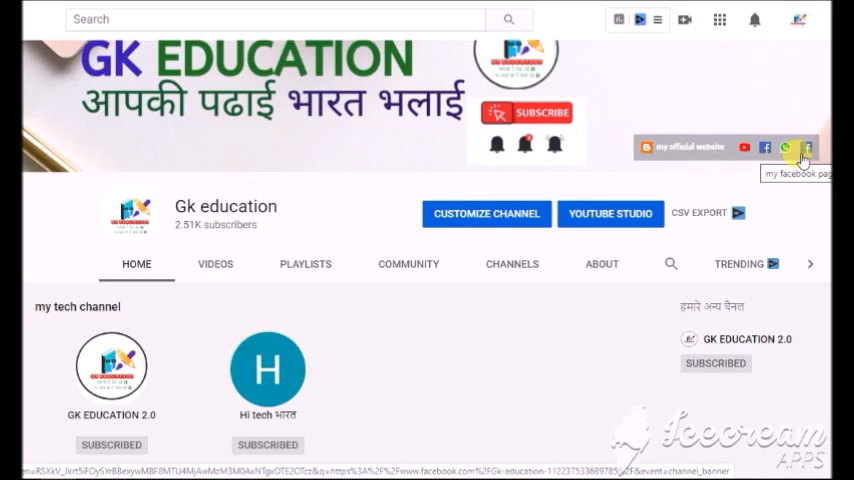 Search
GK EDUCATION
आपकी पढाई भारत भलाई
SUBSCRIBE
my official website
my facebook pag
Gk education
2.51K subscribers
CUSTOMIZE CHANNEL
YOUTUBE STUDIO
CSV EXPORT
HOME
VIDEOS
PLAYLISTS
COMMUNITY
CHANNELS
ABOUT
TRENDING
my tech channel
हमारे अन्य चैनल
GK EDUCATION 2.0
SUBSCRIBED
H
GK EDUCATION 2.0
Hi tech भारत
SUBSCRIBED
SUBSCRIBED
Icecream
APPS